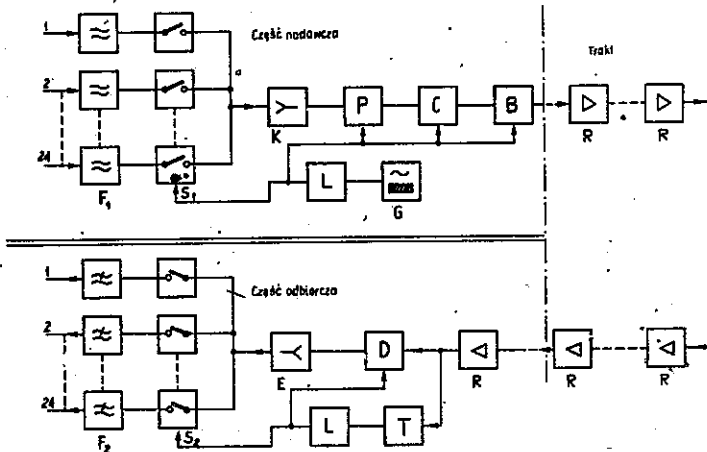 1
Część nadawcza
Trakt
2
K
P
C
B
R
R
24
F₁
S₁
L
G
1
Część odbiorcza
2
E
D
R
R
R
24
F₂
S₂
L
T